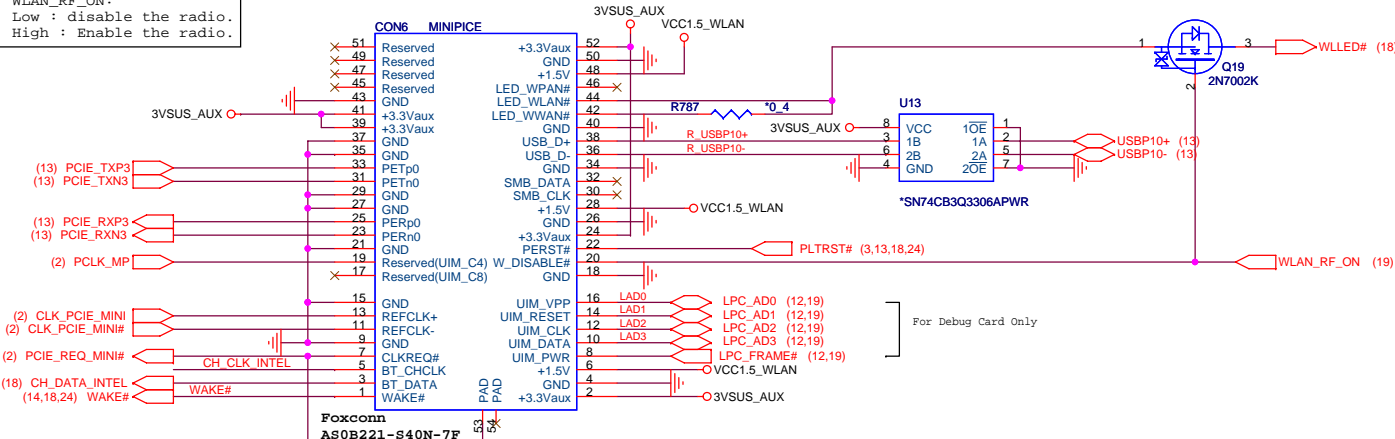 WLAN_RF_ON:
Low : disable the radio.
High : Enable the radio.
CON6 MINIPICE
3VSUS_AUX
VCC1.5_WLAN
51 Reserved +3.3Vaux 52
49 Reserved GND 50
47 Reserved +1.5V 48
45 Reserved LED_WPAN# 46
43 GND LED_WLAN# 44
3VSUS_AUX 41 +3.3Vaux LED_WWAN# 42 R787 *0_4
39 +3.3Vaux GND 40
37 GND USB_D+ 38 R_USBP10+
35 GND USB_D- 36 R_USBP10-
(13) PCIE_TXP3 33 PETp0 GND 34
(13) PCIE_TXN3 31 PETn0 SMB_DATA 32
29 GND SMB_CLK 30
27 GND +1.5V 28 VCC1.5_WLAN
(13) PCIE_RXP3 25 PERp0 GND 26
(13) PCIE_RXN3 23 PERn0 +3.3Vaux 24
21 GND PERST# 22 PLTRST# (3,13,18,24)
(2) PCLK_MP 19 Reserved(UIM_C4) W_DISABLE# 20 WLAN_RF_ON (19)
17 Reserved(UIM_C8) GND 18
15 GND UIM_VPP 16 LAD0 LPC_AD0 (12,19)
(2) CLK_PCIE_MINI 13 REFCLK+ UIM_RESET 14 LAD1 LPC_AD1 (12,19)
(2) CLK_PCIE_MINI# 11 REFCLK- UIM_CLK 12 LAD2 LPC_AD2 (12,19)
9 GND UIM_DATA 10 LAD3 LPC_AD3 (12,19)
(2) PCIE_REQ_MINI# 7 CLKREQ# UIM_PWR 8 LPC_FRAME# (12,19)
CH_CLK_INTEL 5 BT_CHCLK +1.5V 6 VCC1.5_WLAN
(18) CH_DATA_INTEL 3 BT_DATA GND 4
(14,18,24) WAKE# WAKE# 1 WAKE# +3.3Vaux 2 3VSUS_AUX
PAD PAD
53 54
Foxconn
AS0B221-S40N-7F
For Debug Card Only
U13
3VSUS_AUX 8 VCC 1OE 1
3 1B 1A 2 USBP10+ (13)
6 2B 2A 5 USBP10- (13)
4 GND 2OE 7
*SN74CB3Q3306APWR
1 3 WLLED# (18)
Q19
2N7002K
2